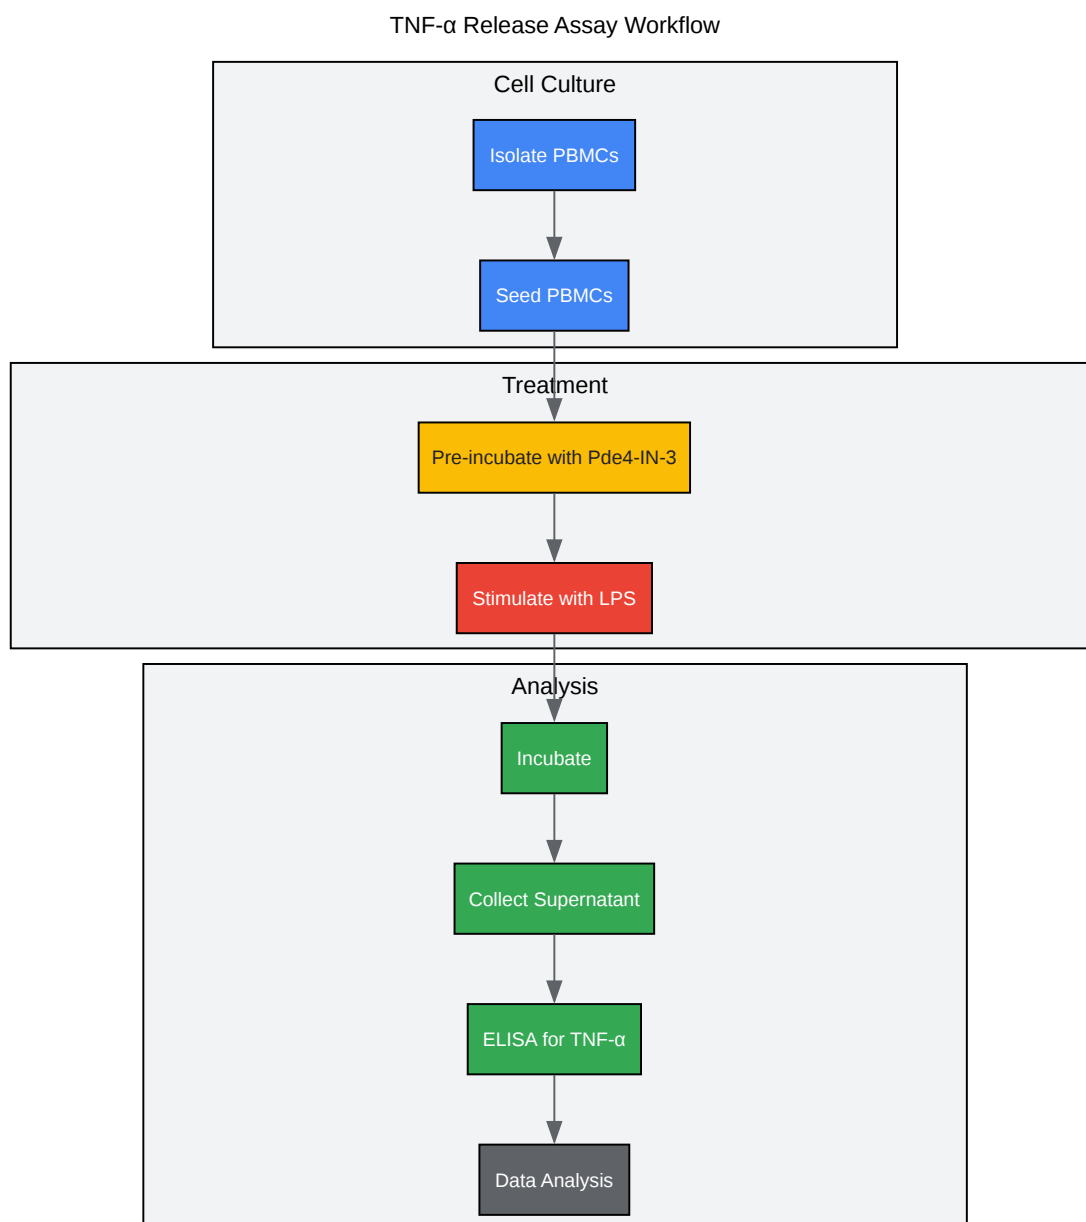 TNF-α Release Assay Workflow
Cell Culture
Isolate PBMCs
Seed PBMCs
Treatment
Pre-incubate with Pde4-IN-3
Stimulate with LPS
Analysis
Incubate
Collect Supernatant
ELISA for TNF-α
Data Analysis